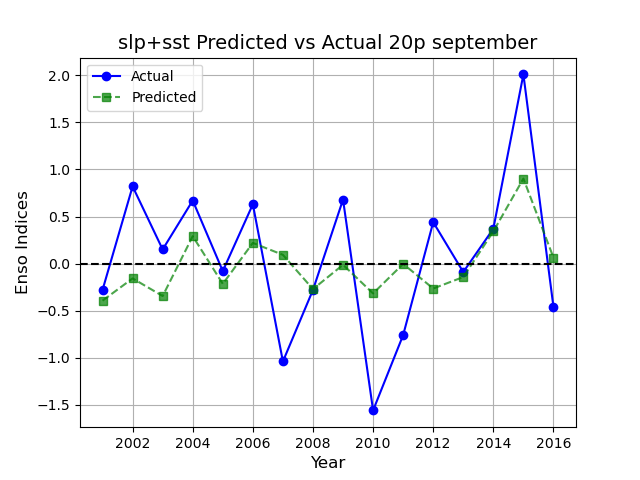 slp+sst Predicted vs Actual 20p september
Actual
Predicted
2.0
1.5
1.0
0.5
0.0
−0.5
−1.0
−1.5
Enso Indices
2002 2004 2006 2008 2010 2012 2014 2016
Year